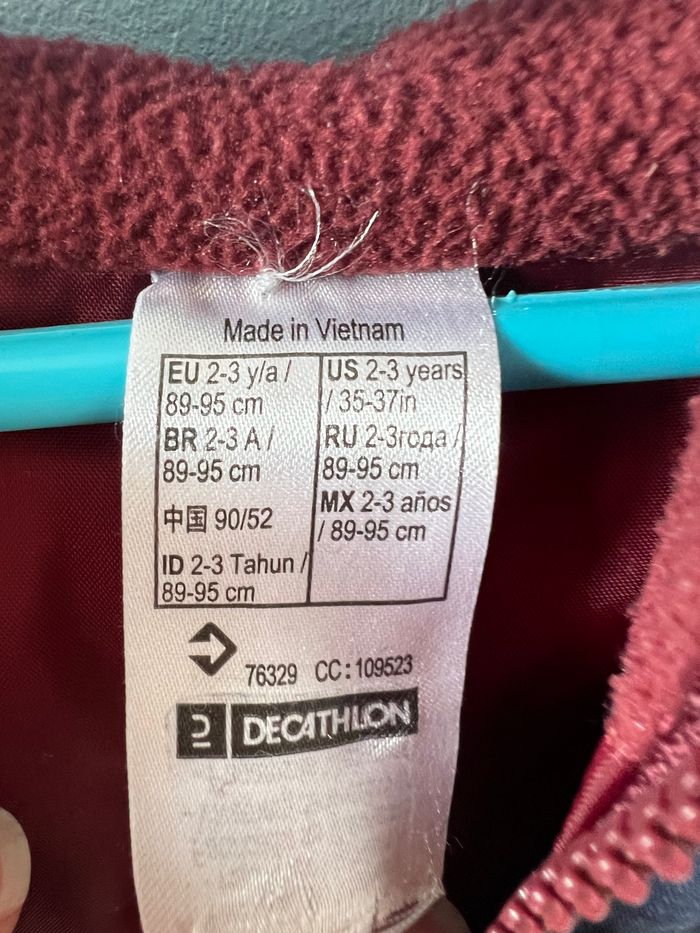 Made in Vietnam
EU 2-3 y/a /
89-95 cm
BR 2-3 A /
89-95 cm
中国 90/52
ID 2-3 Tahun /
89-95 cm
US 2-3 years
/ 35-37in
RU 2-3года /
89-95 cm
MX 2-3 años
/ 89-95 cm
76329 CC:109523
DECATHLON